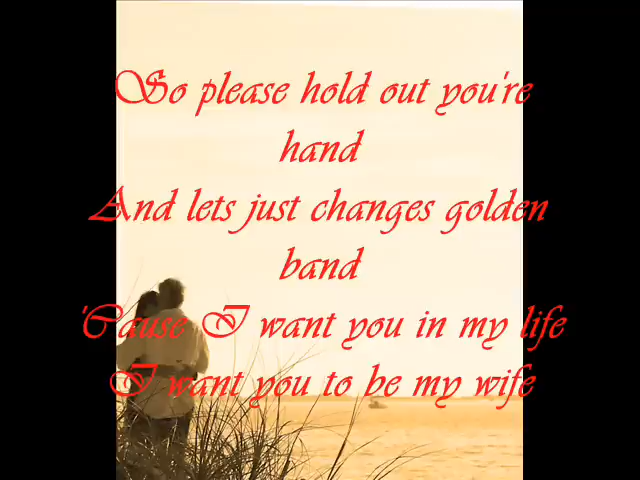 So please hold out you're
hand
And lets just changes golden
band
'Cause I want you in my life
I want you to be my wife